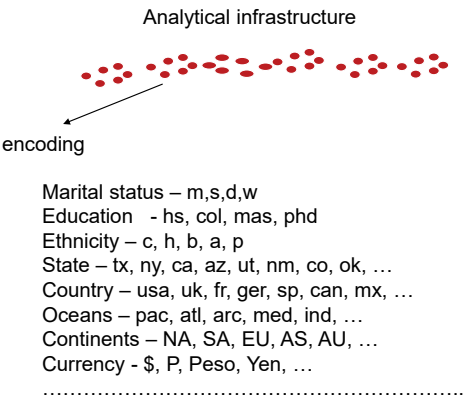 Analytical infrastructure
encoding
Marital status – m,s,d,w
Education - hs, col, mas, phd
Ethnicity – c, h, b, a, p
State – tx, ny, ca, az, ut, nm, co, ok, …
Country – usa, uk, fr, ger, sp, can, mx, …
Oceans – pac, atl, arc, med, ind, …
Continents – NA, SA, EU, AS, AU, …
Currency - $, P, Peso, Yen, …
……………………………………………………..